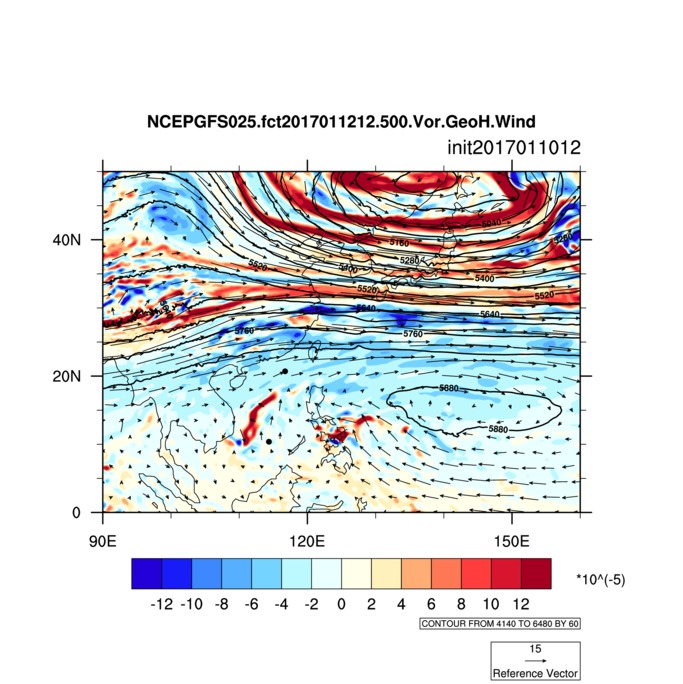 NCEPGFS025.fct2017011212.500.Vor.GeoH.Wind
init2017011012
5040
5280
5160
5280
5400
5400
5520
5520
5520
5640
5640
5760
5760
5880
5880
40N
20N
0
90E 120E 150E
-12 -10 -8 -6 -4 -2 0 2 4 6 8 10 12
*10^(-5)
CONTOUR FROM 4140 TO 6480 BY 60
15
Reference Vector